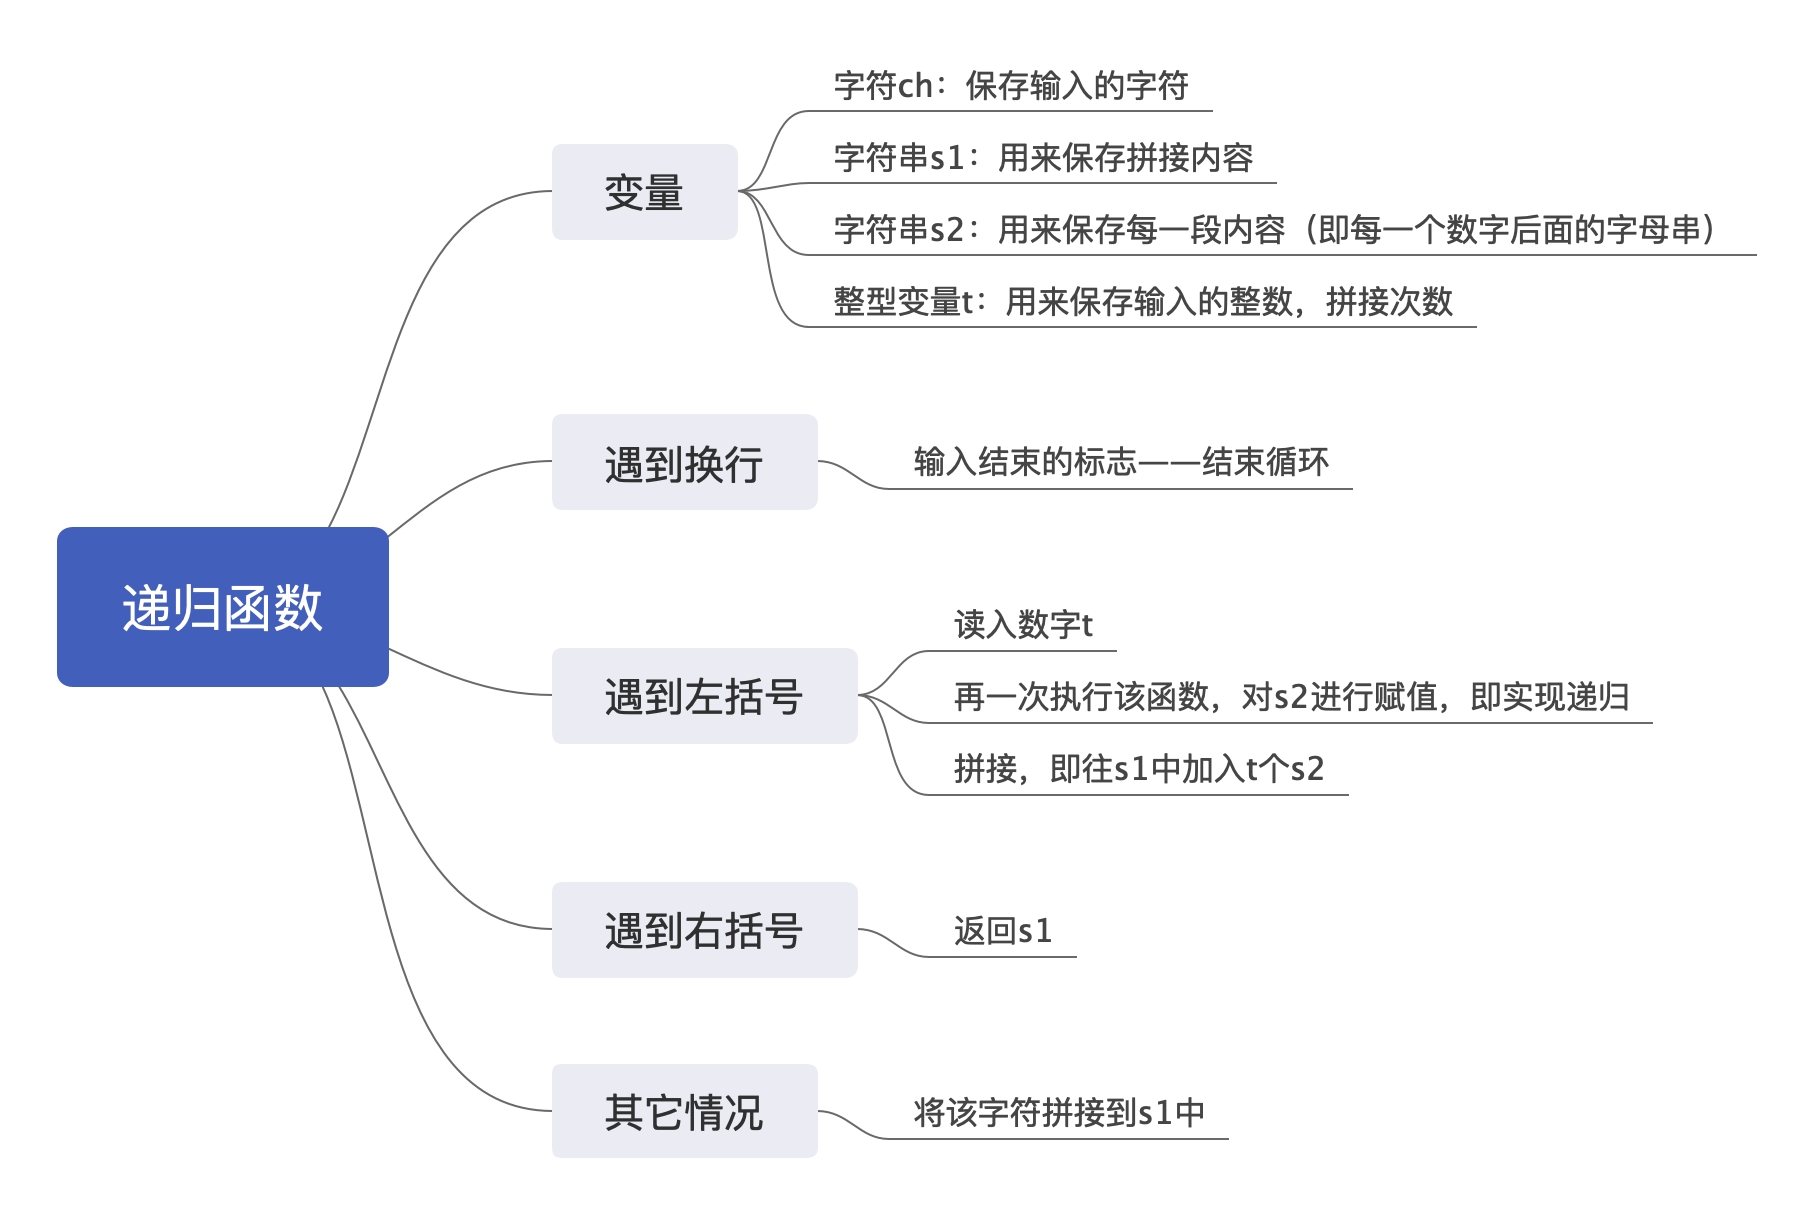 递归函数
变量
字符ch：保存输入的字符
字符串s1：用来保存拼接内容
字符串s2：用来保存每一段内容（即每一个数字后面的字母串）
整型变量t：用来保存输入的整数，拼接次数
遇到换行
输入结束的标志——结束循环
遇到左括号
读入数字t
再一次执行该函数，对s2进行赋值，即实现递归
拼接，即往s1中加入t个s2
遇到右括号
返回s1
其它情况
将该字符拼接到s1中